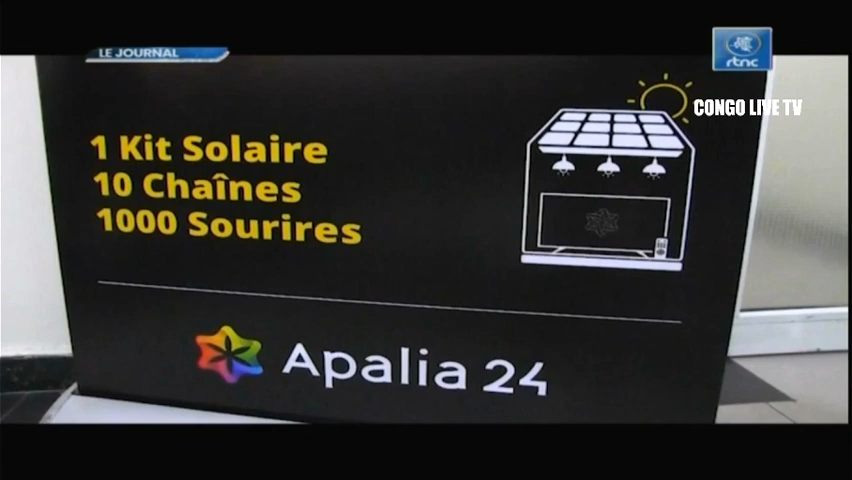 LE JOURNAL
rtnc
CONGO LIVE TV
1 Kit Solaire
10 Chaînes
1000 Sourires
Apalia 24